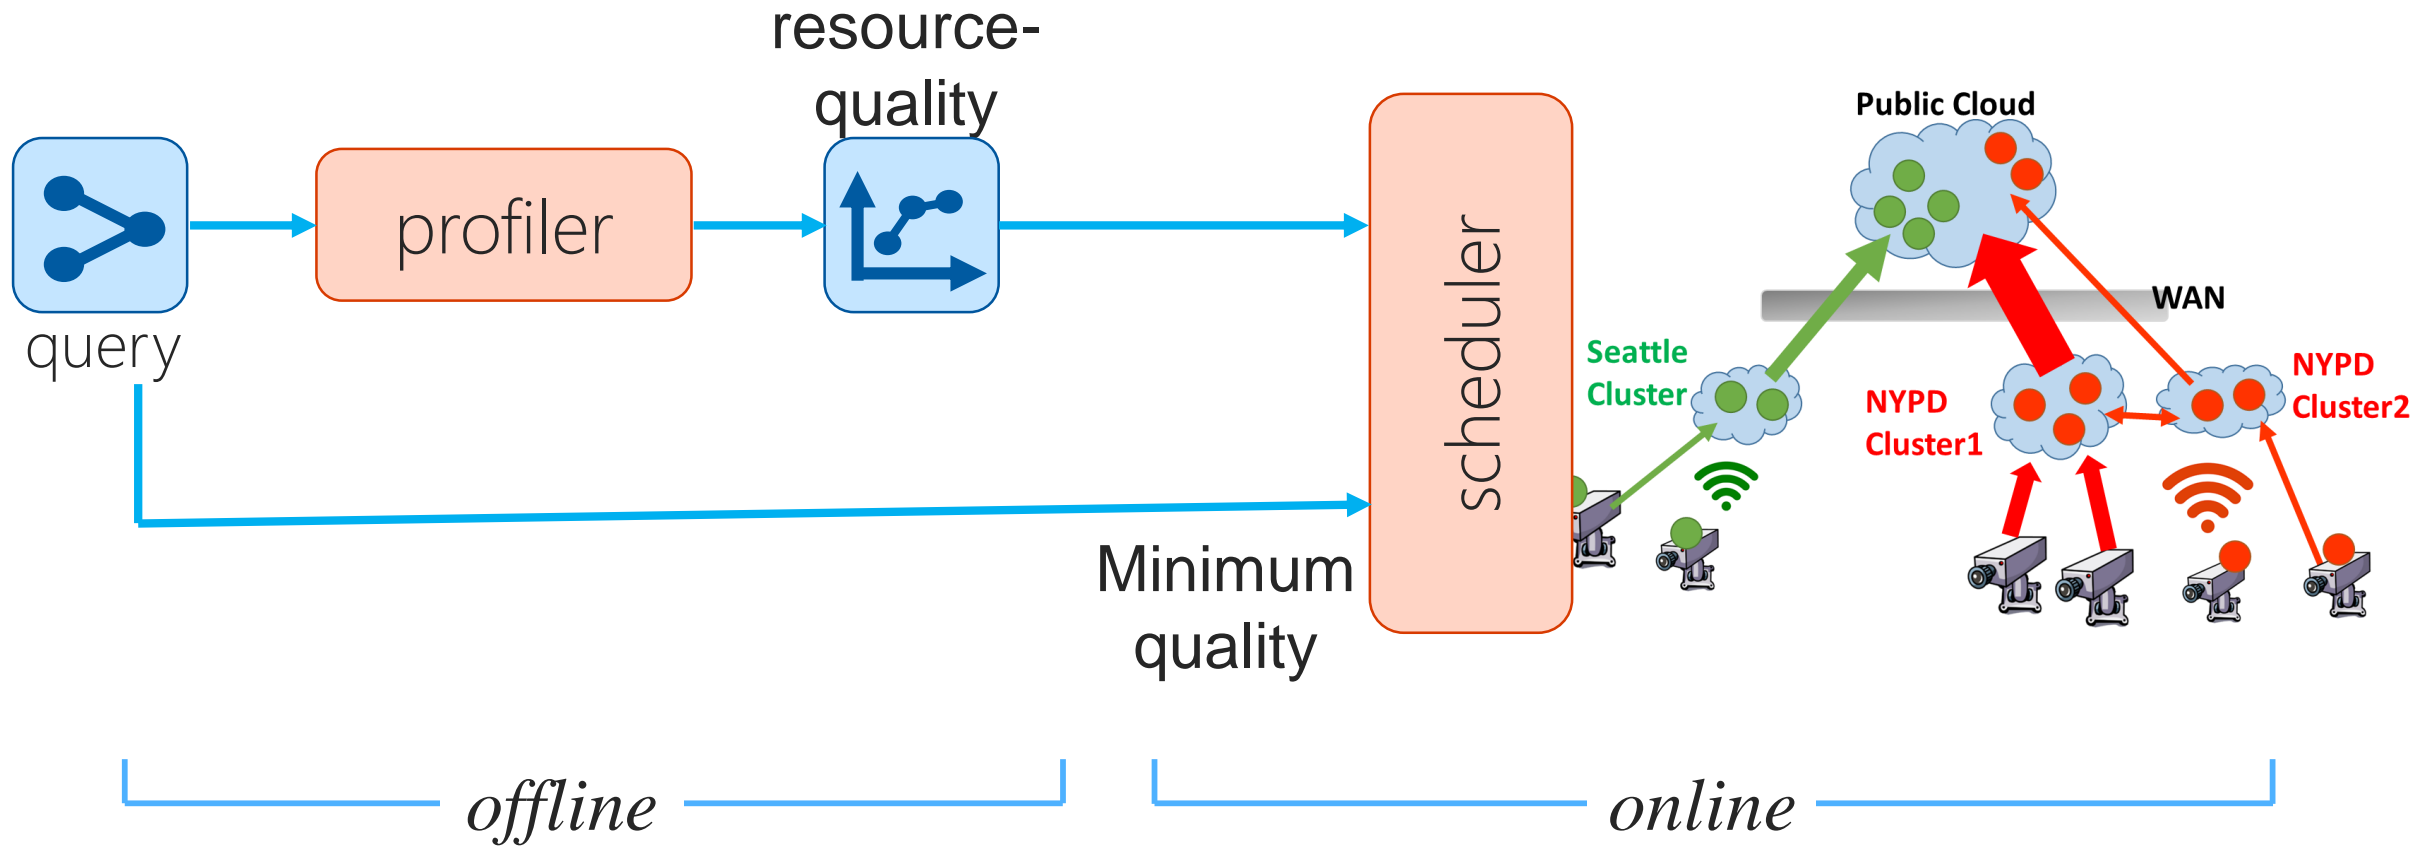 resource-
quality
query
profiler
scheduler
Minimum
quality
Public Cloud
WAN
Seattle
Cluster
NYPD
Cluster1
NYPD
Cluster2
offline
online